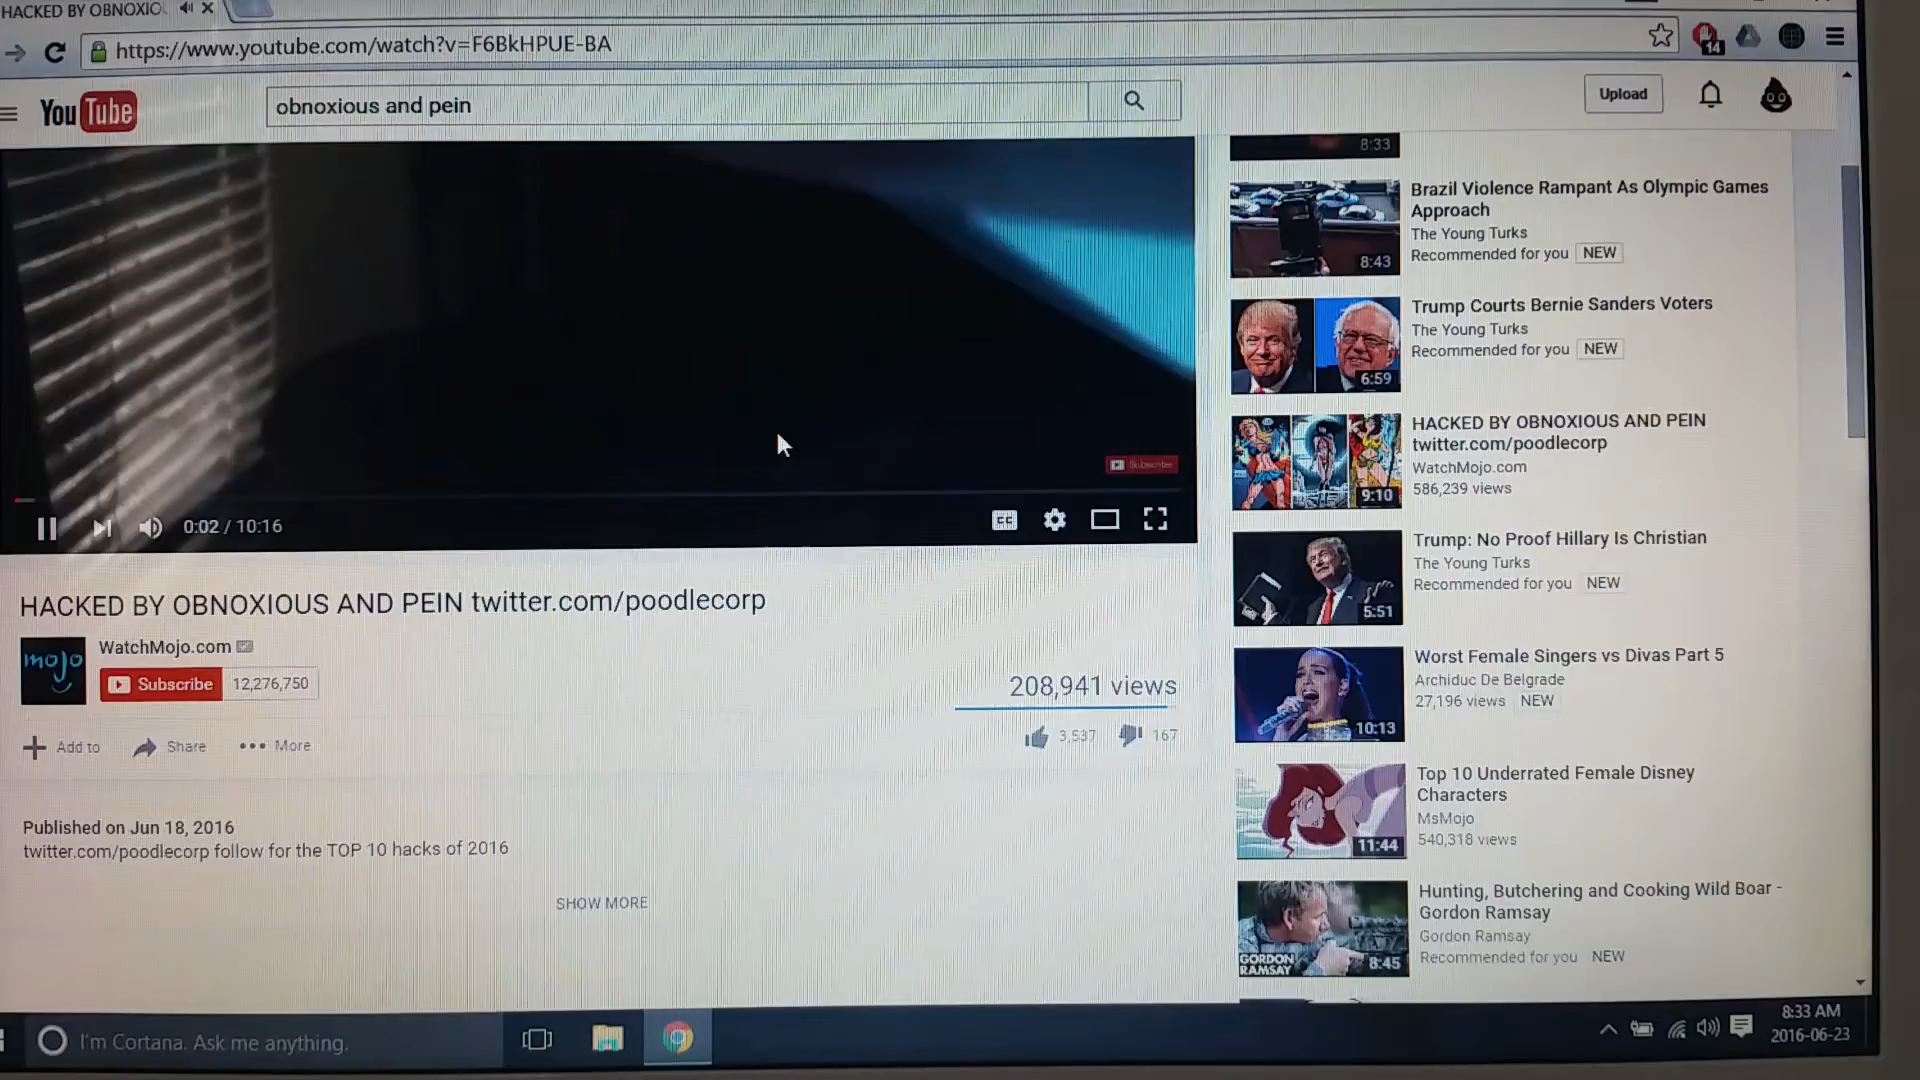 HACKED BY OBNOXIO
https://www.youtube.com/watch?v=F6BkHPUE-BA
14
YouTube
obnoxious and pein
Upload
8:33
Brazil Violence Rampant As Olympic Games
Approach
The Young Turks
Recommended for you NEW
8:43
Trump Courts Bernie Sanders Voters
The Young Turks
Recommended for you NEW
6:59
HACKED BY OBNOXIOUS AND PEIN
twitter.com/poodlecorp
WatchMojo.com
586,239 views
9:10
Subscribe
0:02 / 10:16
CC
Trump: No Proof Hillary Is Christian
The Young Turks
Recommended for you NEW
5:51
HACKED BY OBNOXIOUS AND PEIN twitter.com/poodlecorp
mojo
WatchMojo.com
Subscribe 12,276,750
208,941 views
Add to Share More
3,537 167
Worst Female Singers vs Divas Part 5
Archiduc De Belgrade
27,196 views NEW
10:13
Top 10 Underrated Female Disney
Characters
MsMojo
540,318 views
11:44
Published on Jun 18, 2016
twitter.com/poodlecorp follow for the TOP 10 hacks of 2016
SHOW MORE
Hunting, Butchering and Cooking Wild Boar -
Gordon Ramsay
Gordon Ramsay
Recommended for you NEW
GORDON
RAMSAY
8:45
I'm Cortana. Ask me anything.
8:33 AM
2016-06-23